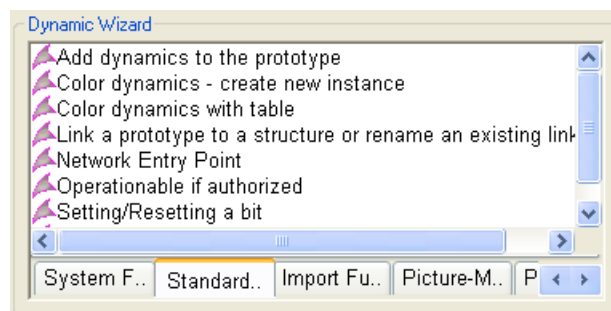 Dynamic Wizard
Add dynamics to the prototype
Color dynamics - create new instance
Color dynamics with table
Link a prototype to a structure or rename an existing link
Network Entry Point
Operationable if authorized
Setting/Resetting a bit
System F.. Standard.. Import Fu.. Picture-M.. P